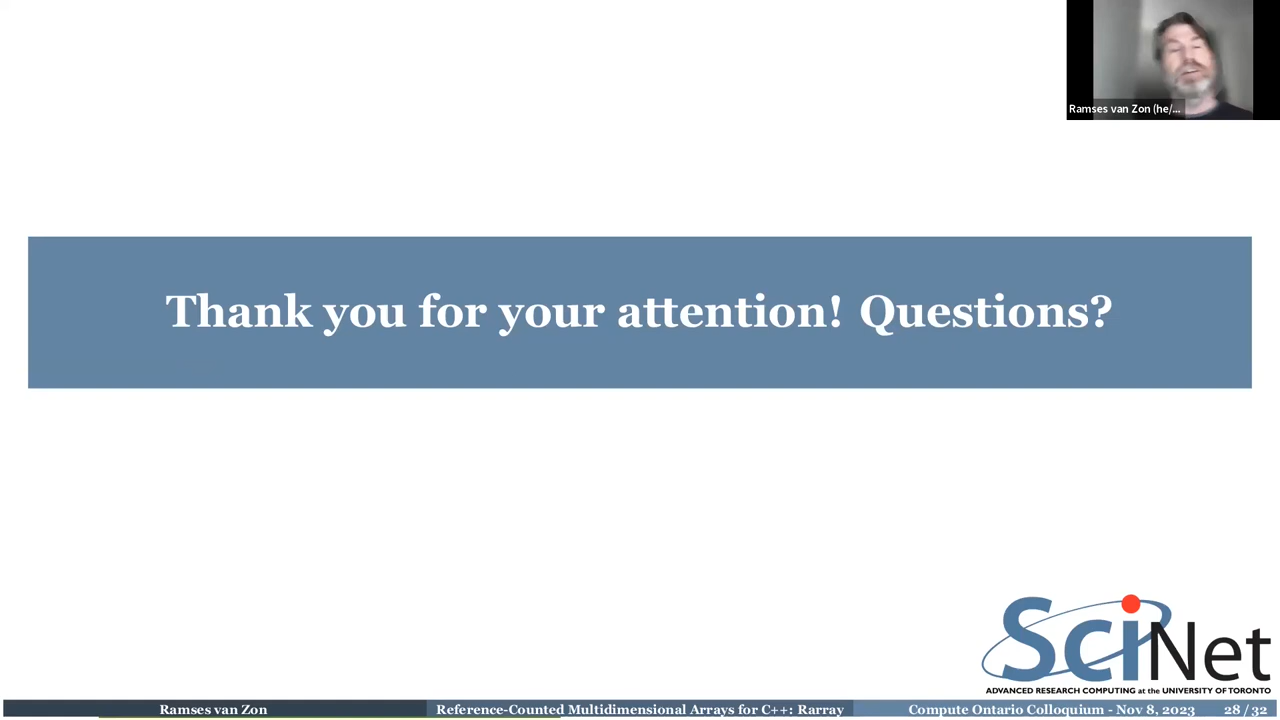 Ramses van Zon (he/...
Thank you for your attention! Questions?
SciNet
ADVANCED RESEARCH COMPUTING at the UNIVERSITY OF TORONTO
Ramses van Zon
Reference-Counted Multidimensional Arrays for C++: Rarray
Compute Ontario Colloquium - Nov 8, 2023
28 / 32